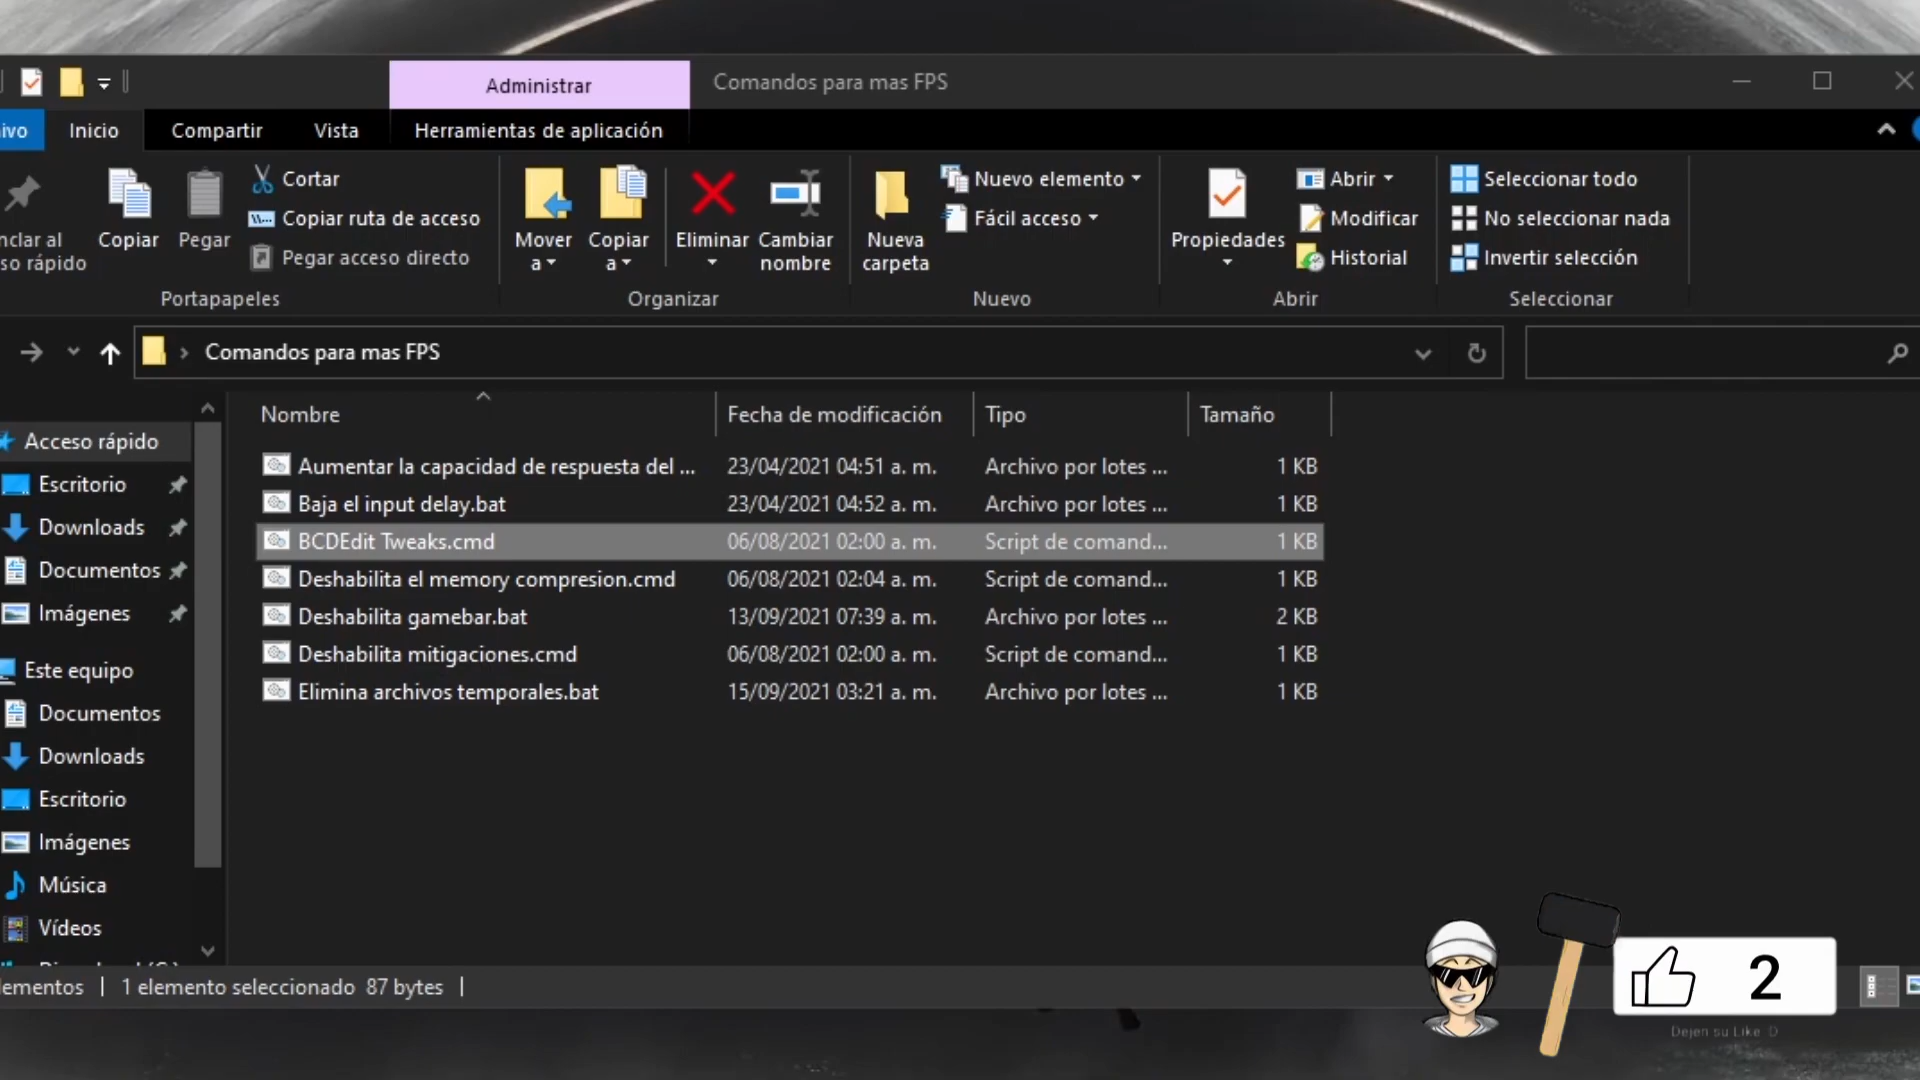 Administrar
Comandos para mas FPS
ivo
Inicio
Compartir
Vista
Herramientas de aplicación
nclar al
so rápido
Copiar
Pegar
Cortar
Copiar ruta de acceso
Pegar acceso directo
Portapapeles
Mover
a
Copiar
a
Eliminar
Cambiar
nombre
Organizar
Nueva
carpeta
Nuevo elemento
Fácil acceso
Nuevo
Propiedades
Abrir
Modificar
Historial
Abrir
Seleccionar todo
No seleccionar nada
Invertir selección
Seleccionar
Comandos para mas FPS
Nombre
Fecha de modificación
Tipo
Tamaño
Aumentar la capacidad de respuesta del ... 23/04/2021 04:51 a. m. Archivo por lotes ... 1 KB
Baja el input delay.bat 23/04/2021 04:52 a. m. Archivo por lotes ... 1 KB
BCDEdit Tweaks.cmd 06/08/2021 02:00 a. m. Script de comand... 1 KB
Deshabilita el memory compresion.cmd 06/08/2021 02:04 a. m. Script de comand... 1 KB
Deshabilita gamebar.bat 13/09/2021 07:39 a. m. Archivo por lotes ... 2 KB
Deshabilita mitigaciones.cmd 06/08/2021 02:00 a. m. Script de comand... 1 KB
Elimina archivos temporales.bat 15/09/2021 03:21 a. m. Archivo por lotes ... 1 KB
Acceso rápido
Escritorio
Downloads
Documentos
Imágenes
Este equipo
Documentos
Downloads
Escritorio
Imágenes
Música
Vídeos
lementos | 1 elemento seleccionado 87 bytes |
2
Dejen su Like :D